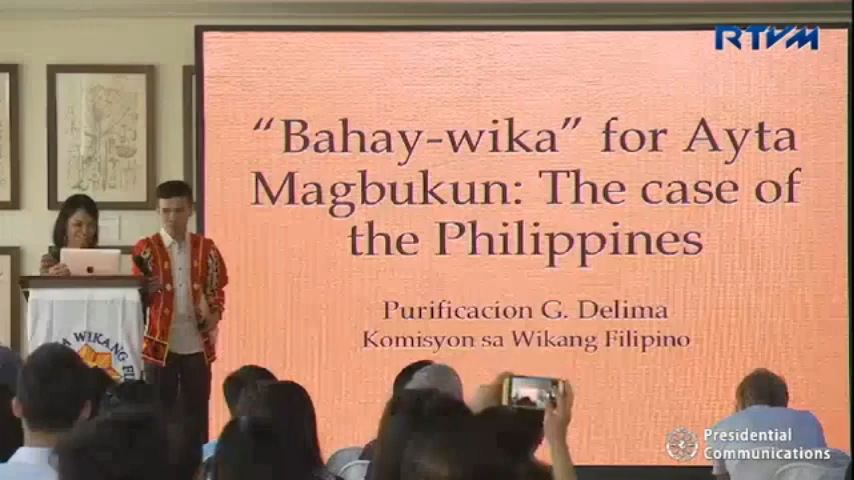 RTVM
“Bahay-wika” for Ayta
Magbukun: The case of
the Philippines
Purificacion G. Delima
Komisyon sa Wikang Filipino
WIKANG
Presidential
Communications